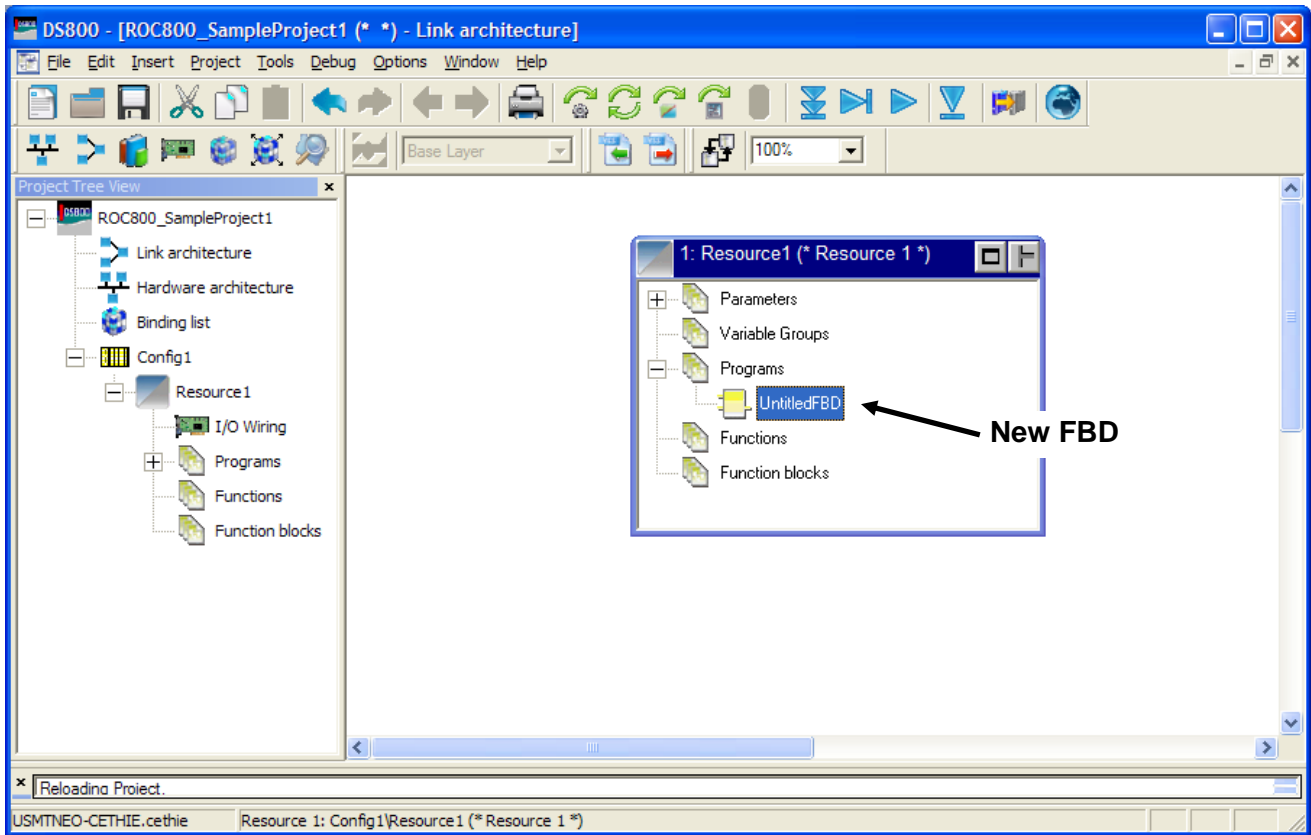 DS800 - [ROC800_SampleProject1 (* *) - Link architecture]
File Edit Insert Project Tools Debug Options Window Help
Base Layer
100%
Project Tree View
ROC800_SampleProject1
Link architecture
Hardware architecture
Binding list
Config1
Resource1
I/O Wiring
Programs
Functions
Function blocks
1: Resource1 (* Resource 1 *)
Parameters
Variable Groups
Programs
UntitledFBD
Functions
Function blocks
New FBD
Reloading Project.
USMTNEO-CETHIE.cethie Resource 1: Config1\Resource1 (* Resource 1 *)